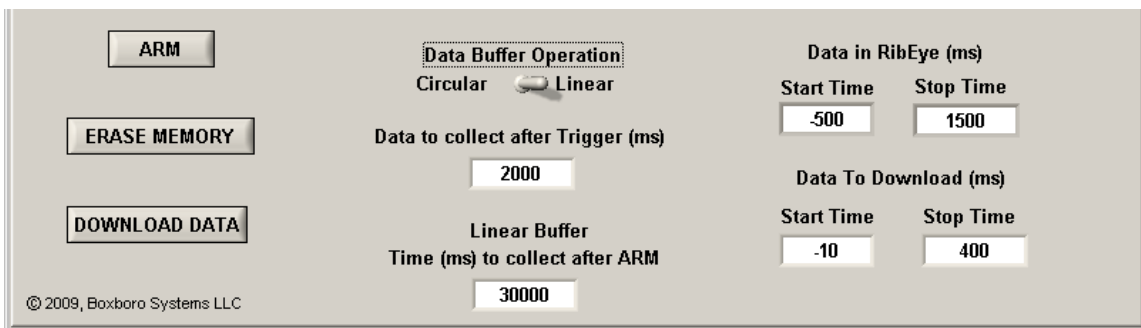 ARM
ERASE MEMORY
DOWNLOAD DATA
© 2009, Boxboro Systems LLC
Data Buffer Operation
Circular Linear
Data to collect after Trigger (ms)
2000
Linear Buffer
Time (ms) to collect after ARM
30000
Data in RibEye (ms)
Start Time Stop Time
-500 1500
Data To Download (ms)
Start Time Stop Time
-10 400